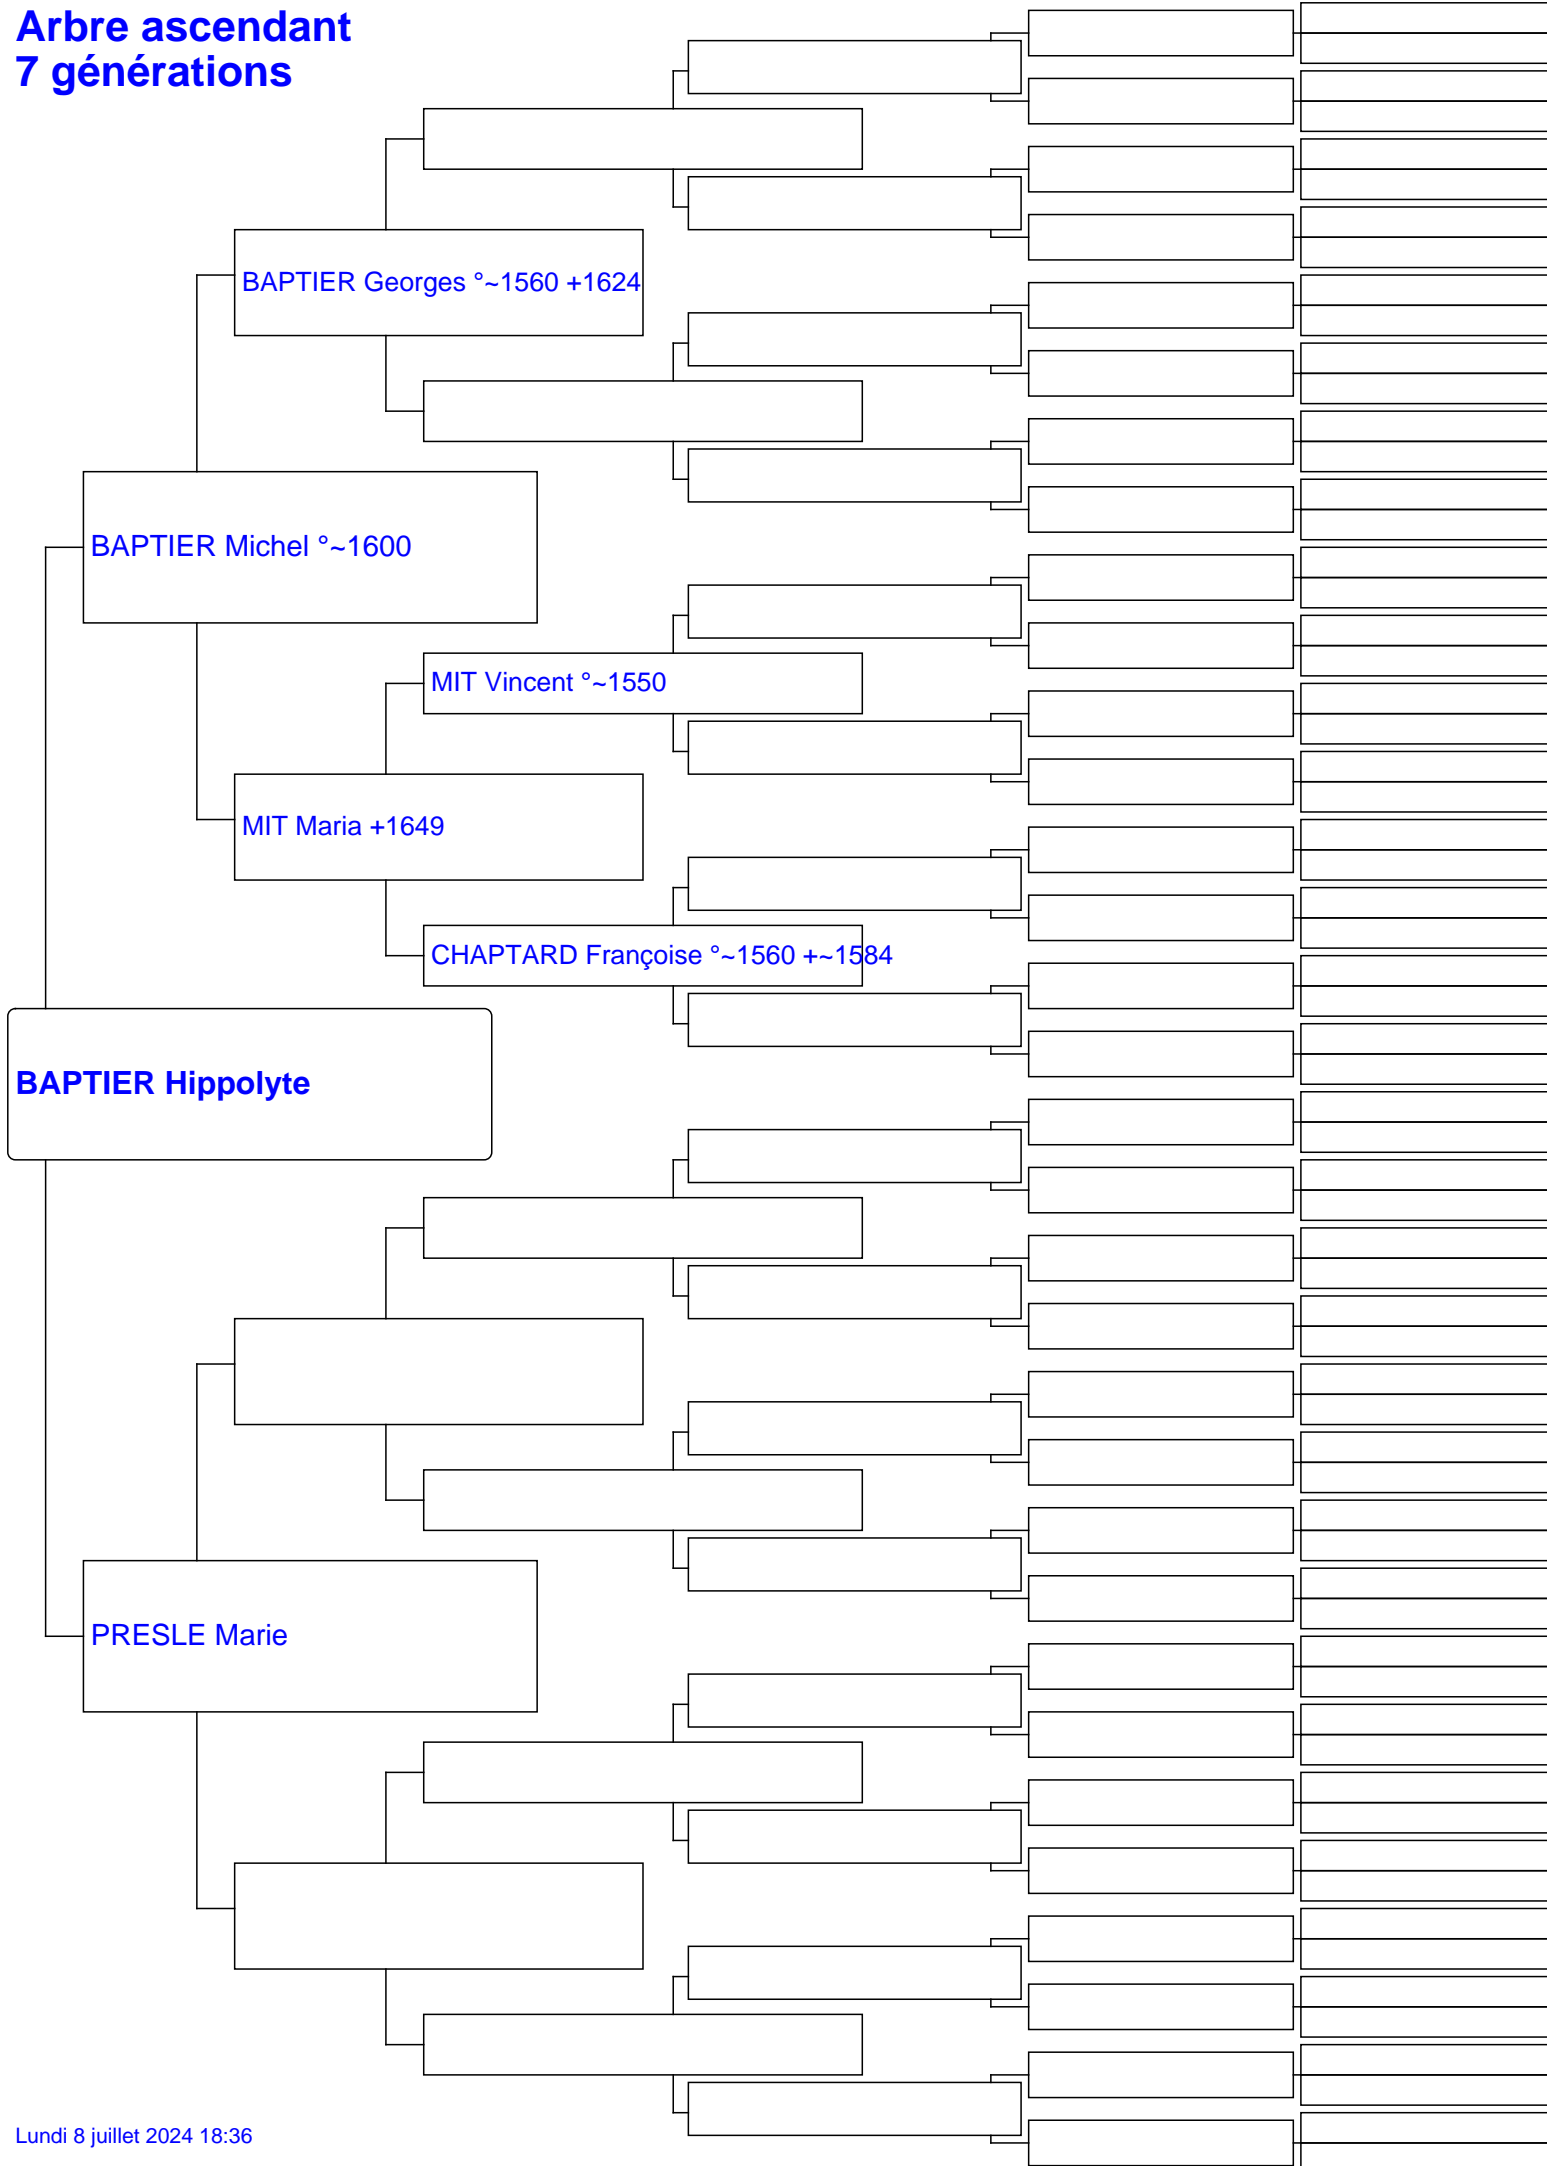 Arbre ascendant
7 générations
BAPTIER Georges °~1560 +1624
BAPTIER Michel °~1600
MIT Vincent °~1550
MIT Maria +1649
CHAPTARD Françoise °~1560 +~1584
BAPTIER Hippolyte
PRESLE Marie
Lundi 8 juillet 2024 18:36